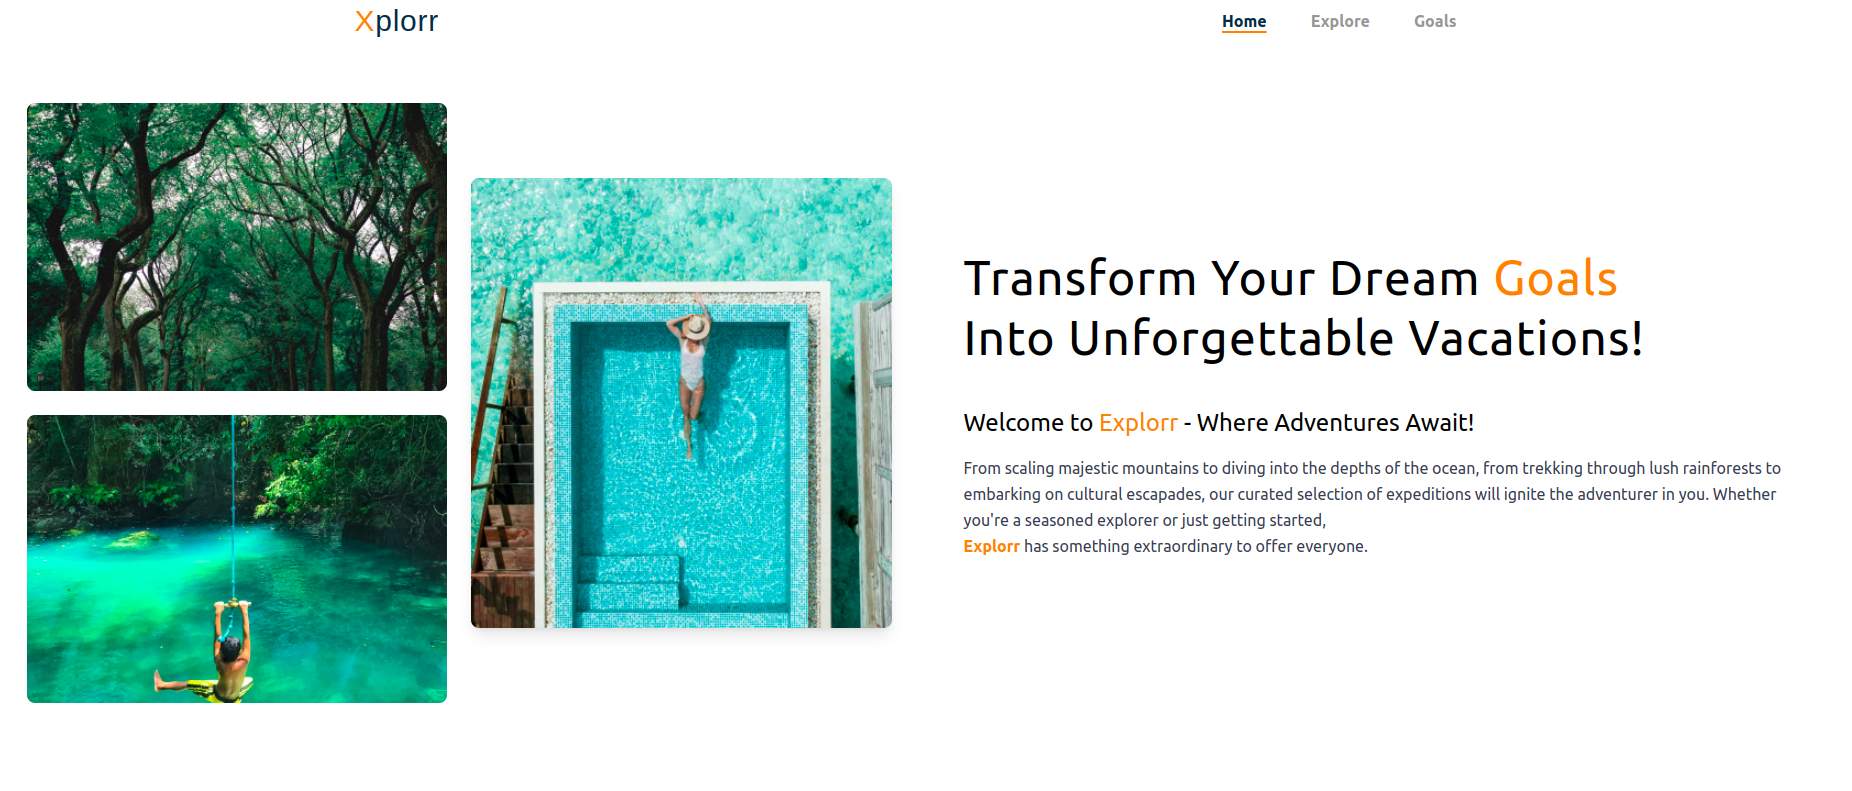 Xplorr
Home Explore Goals
Transform Your Dream Goals
Into Unforgettable Vacations!
Welcome to Explorr - Where Adventures Await!
From scaling majestic mountains to diving into the depths of the ocean, from trekking through lush rainforests to
embarking on cultural escapades, our curated selection of expeditions will ignite the adventurer in you. Whether
you're a seasoned explorer or just getting started,
Explorr has something extraordinary to offer everyone.